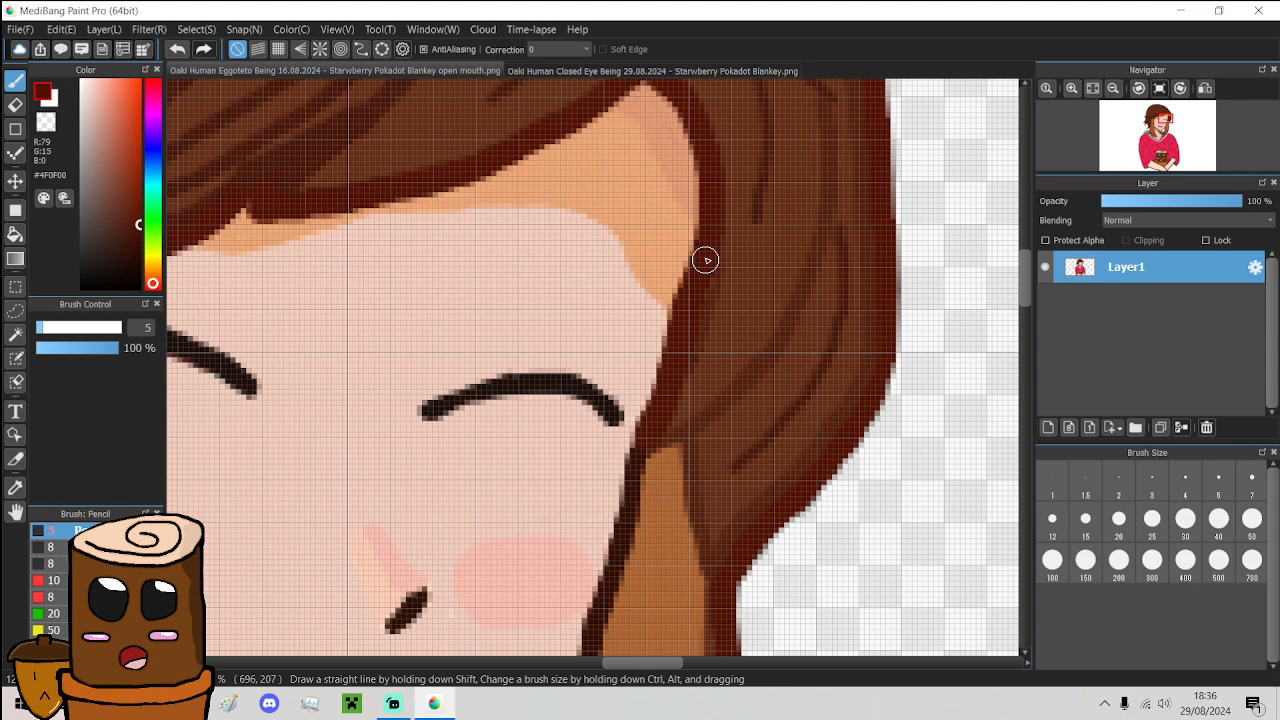 MediBang Paint Pro (64bit)
File(F) Edit(E) Layer(L) Filter(R) Select(S) Snap(N) Color(C) View(V) Tool(T) Window(W) Cloud Time-lapse Help
AntiAliasing Correction 0 Soft Edge
Color
Oaki Human Eggoteto Being 16.08.2024 - Starwberry Pokadot Blankey open mouth.png
Oaki Human Closed Eye Being 29.08.2024 - Starwberry Pokadot Blankey.png
Navigator
R:79
G:15
B:0
#4F0F00
Layer
Opacity 100 %
Blending Normal
Protect Alpha Clipping Lock
Layer1
Brush Control
5
100 %
Brush Size
1 1.5 2 3 4 5 7
12 15 20 25 30 40 50
100 150 200 300 400 500 700
Brush: Pencil
5
8
8
10
8
20
50
% (696, 207) Draw a straight line by holding down Shift, Change a brush size by holding down Ctrl, Alt, and dragging
18:36
29/08/2024